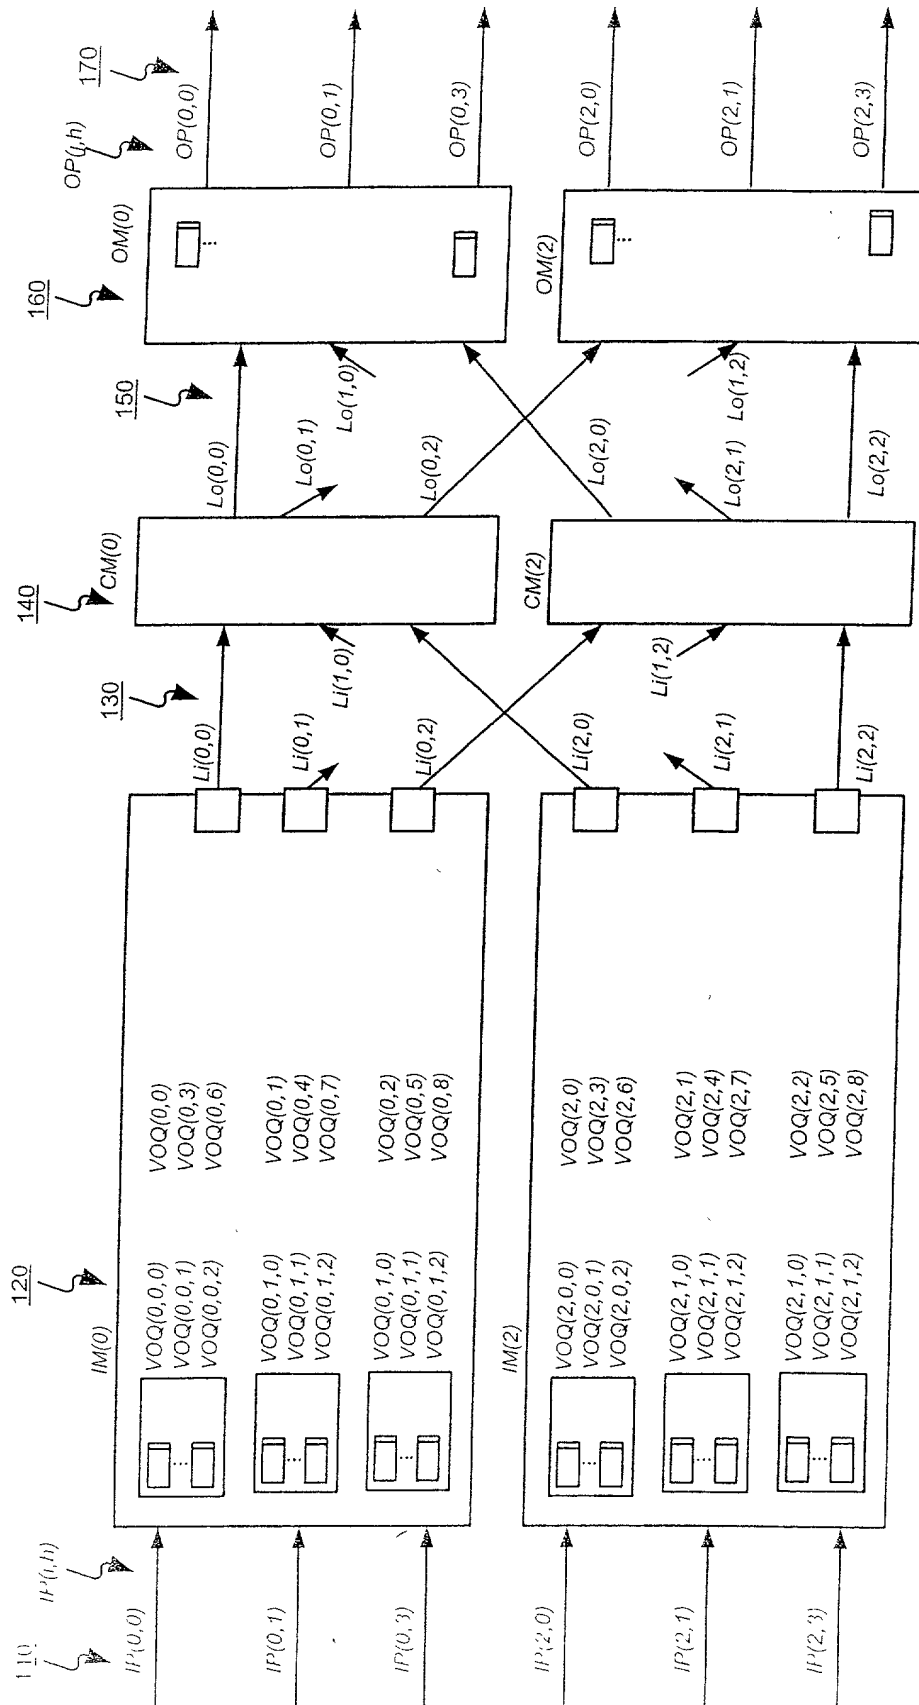 110
IP(i,h)
IP(0,0)
IP(0,1)
IP(0,3)
IP(2,0)
IP(2,1)
IP(2,3)
120
IM(0)
VOQ(0,0,0)
VOQ(0,0,1)
VOQ(0,0,2)
VOQ(0,1,0)
VOQ(0,1,1)
VOQ(0,1,2)
VOQ(0,1,0)
VOQ(0,1,1)
VOQ(0,1,2)
VOQ(0,0)
VOQ(0,3)
VOQ(0,6)
VOQ(0,1)
VOQ(0,4)
VOQ(0,7)
VOQ(0,2)
VOQ(0,5)
VOQ(0,8)
IM(2)
VOQ(2,0,0)
VOQ(2,0,1)
VOQ(2,0,2)
VOQ(2,1,0)
VOQ(2,1,1)
VOQ(2,1,2)
VOQ(2,1,0)
VOQ(2,1,1)
VOQ(2,1,2)
VOQ(2,0)
VOQ(2,3)
VOQ(2,6)
VOQ(2,1)
VOQ(2,4)
VOQ(2,7)
VOQ(2,2)
VOQ(2,5)
VOQ(2,8)
130
Li(0,0)
Li(0,1)
Li(0,2)
Li(2,0)
Li(2,1)
Li(2,2)
Li(1,0)
Li(1,2)
140
CM(0)
CM(2)
150
Lo(0,0)
Lo(0,1)
Lo(0,2)
Lo(2,0)
Lo(2,1)
Lo(2,2)
Lo(1,0)
Lo(1,2)
160
OM(0)
OM(2)
170
OP(j,h)
OP(0,0)
OP(0,1)
OP(0,3)
OP(2,0)
OP(2,1)
OP(2,3)